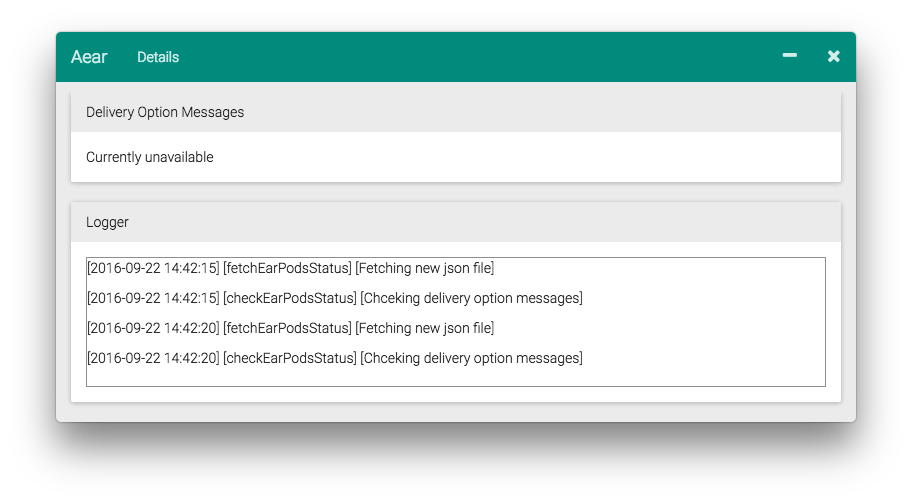 Aear Details
Delivery Option Messages
Currently unavailable
Logger
[2016-09-22 14:42:15] [fetchEarPodsStatus] [Fetching new json file]
[2016-09-22 14:42:15] [checkEarPodsStatus] [Chceking delivery option messages]
[2016-09-22 14:42:20] [fetchEarPodsStatus] [Fetching new json file]
[2016-09-22 14:42:20] [checkEarPodsStatus] [Chceking delivery option messages]